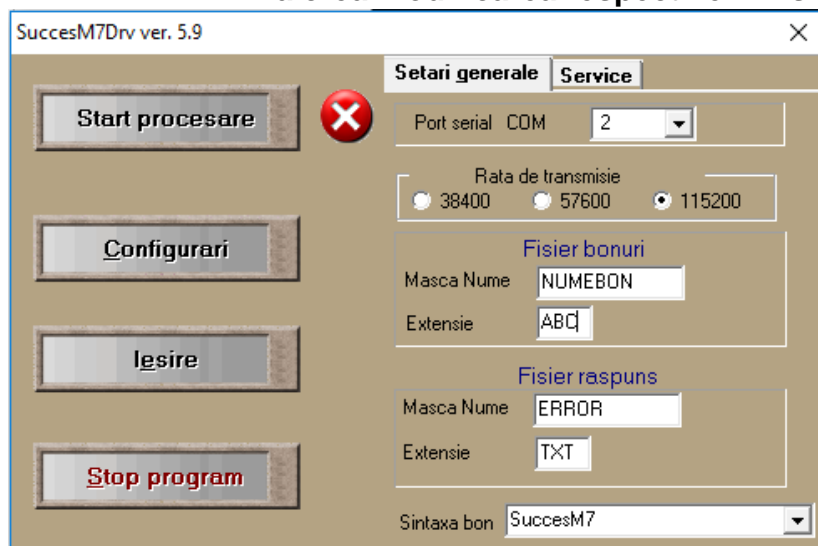 SuccesM7Drv ver. 5.9
Start procesare
Configurari
Iesire
Stop program
Setari generale
Service
Port serial COM 2
Rata de transmisie
38400 57600 115200
Fisier bonuri
Masca Nume NUMEBON
Extensie ABC
Fisier raspuns
Masca Nume ERROR
Extensie TXT
Sintaxa bon SuccesM7